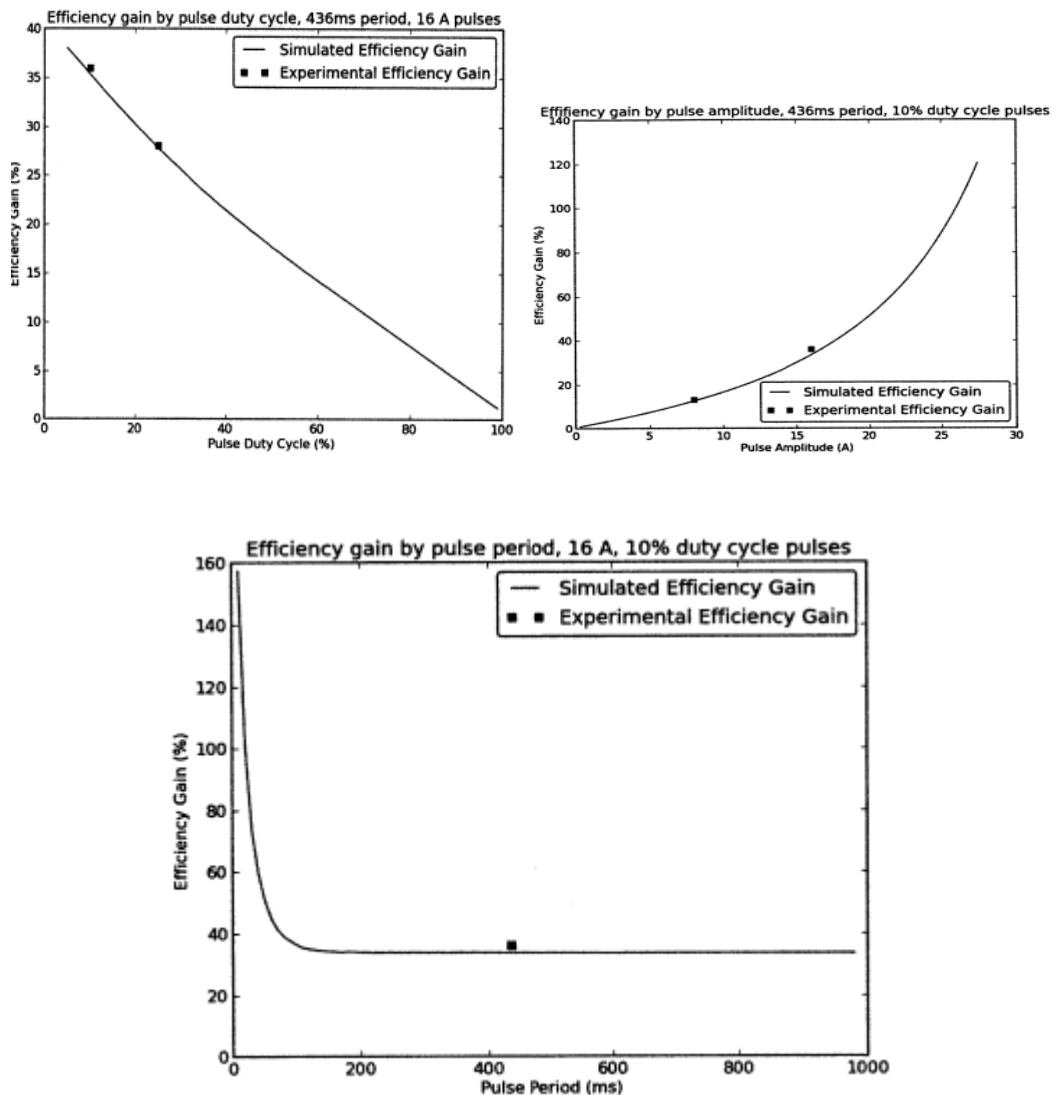 Efficiency gain by pulse duty cycle, 436ms period, 16 A pulses
40
35
30
25
20
15
10
5
0
Efficiency Gain (%)
Simulated Efficiency Gain
Experimental Efficiency Gain
0 20 40 60 80 100
Pulse Duty Cycle (%)
Effifiency gain by pulse amplitude, 436ms period, 10% duty cycle pulses
140
120
100
80
60
40
20
0
Efficiency Gain (%)
Simulated Efficiency Gain
Experimental Efficiency Gain
0 5 10 15 20 25 30
Pulse Amplitude (A)
Efficiency gain by pulse period, 16 A, 10% duty cycle pulses
160
140
120
100
80
60
40
20
0
Efficiency Gain (%)
Simulated Efficiency Gain
Experimental Efficiency Gain
0 200 400 600 800 1000
Pulse Period (ms)